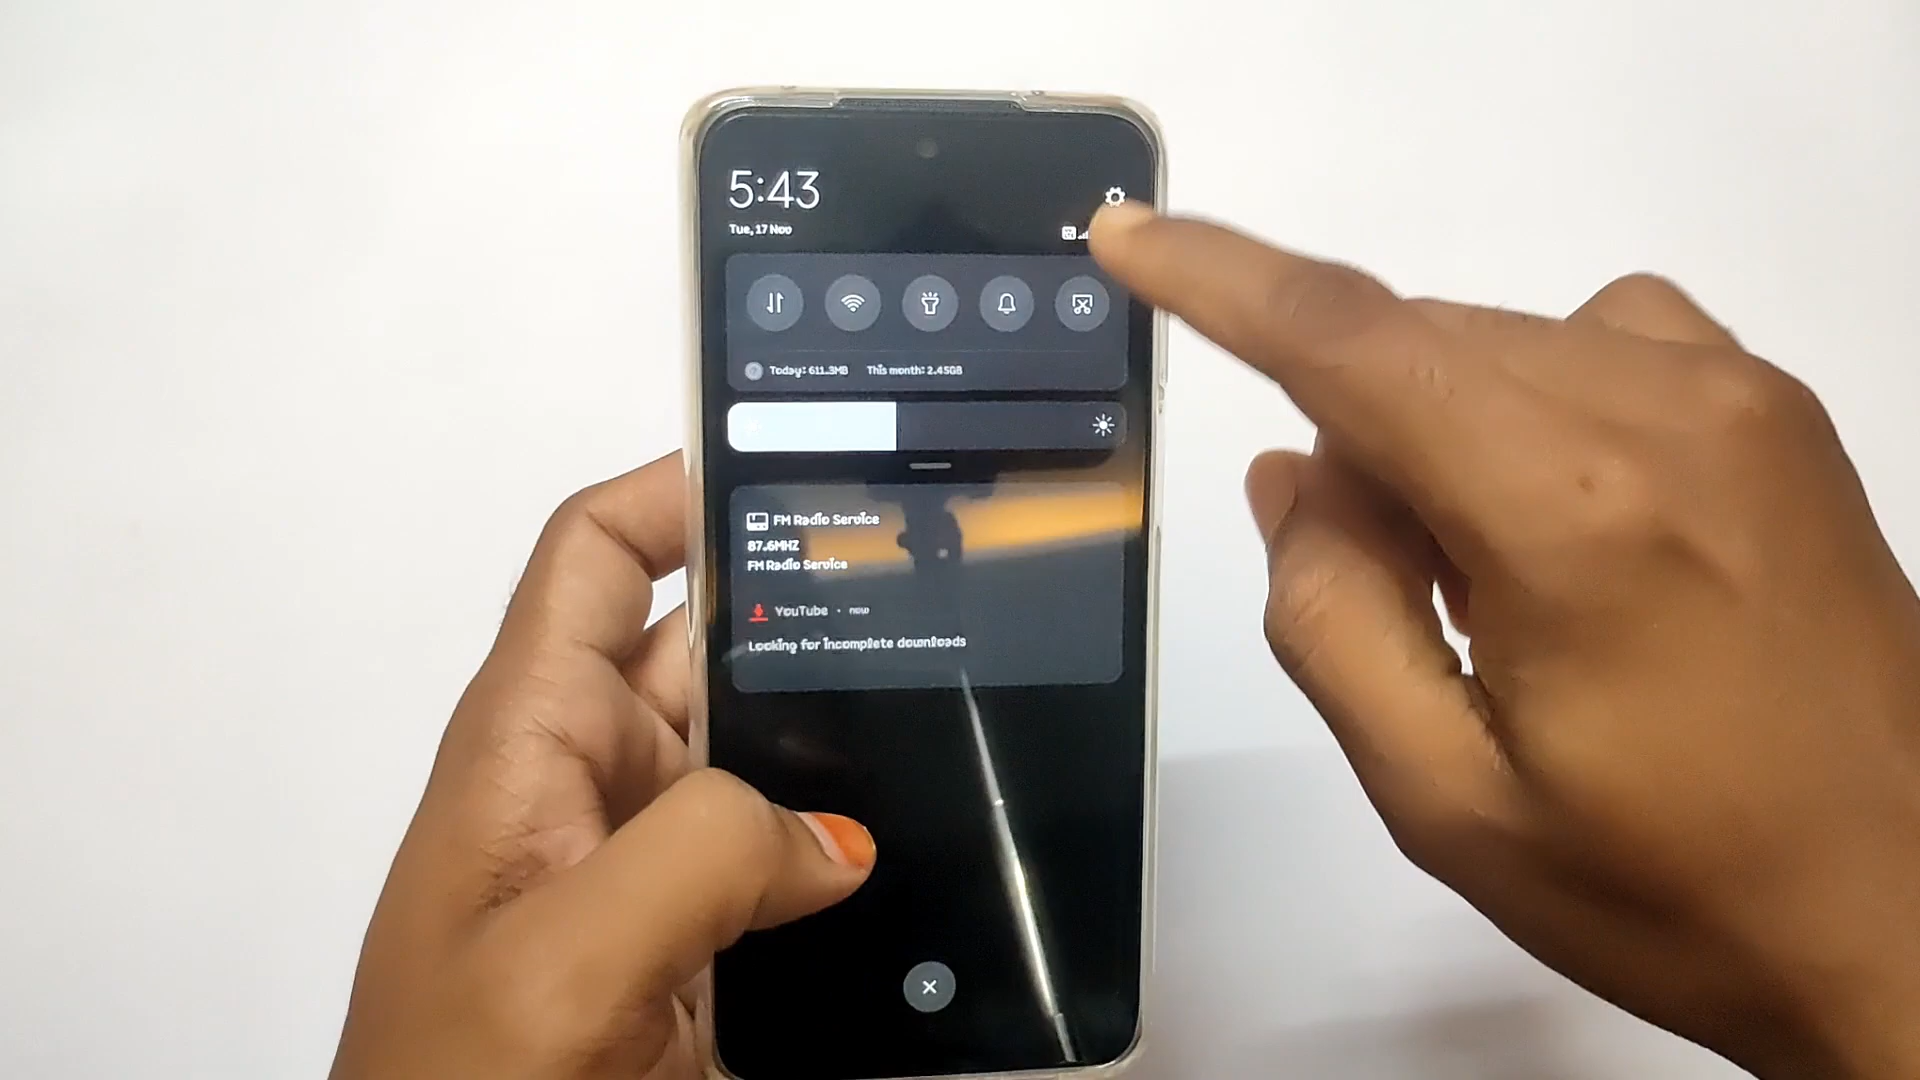 5:43
Tue, 17 Nov
Today: 611.3MB This month: 2.45GB
FM Radio Service
87.6MHZ
FM Radio Service
YouTube • now
Looking for incomplete downloads